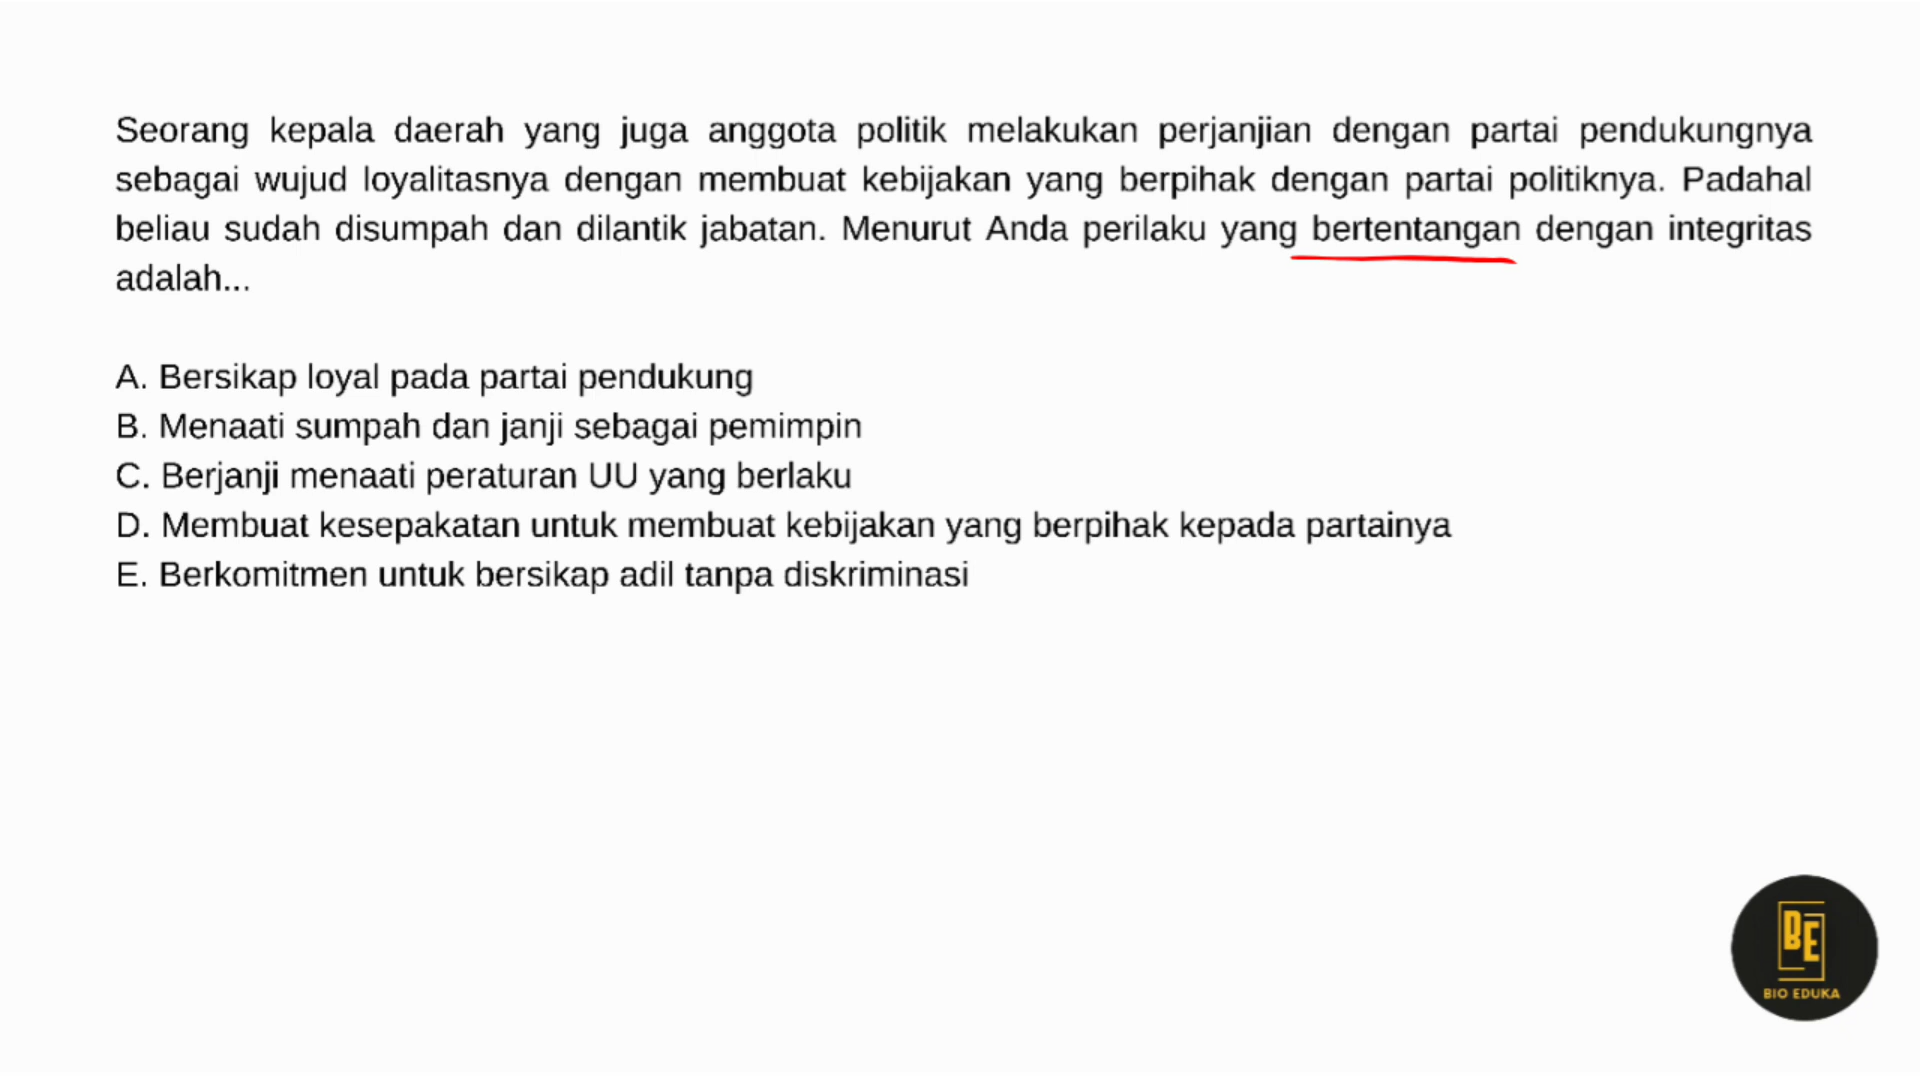 Seorang kepala daerah yang juga anggota politik melakukan perjanjian dengan partai pendukungnya
sebagai wujud loyalitasnya dengan membuat kebijakan yang berpihak dengan partai politiknya. Padahal
beliau sudah disumpah dan dilantik jabatan. Menurut Anda perilaku yang bertentangan dengan integritas
adalah...
A. Bersikap loyal pada partai pendukung
B. Menaati sumpah dan janji sebagai pemimpin
C. Berjanji menaati peraturan UU yang berlaku
D. Membuat kesepakatan untuk membuat kebijakan yang berpihak kepada partainya
E. Berkomitmen untuk bersikap adil tanpa diskriminasi
BE
BIO EDUKA